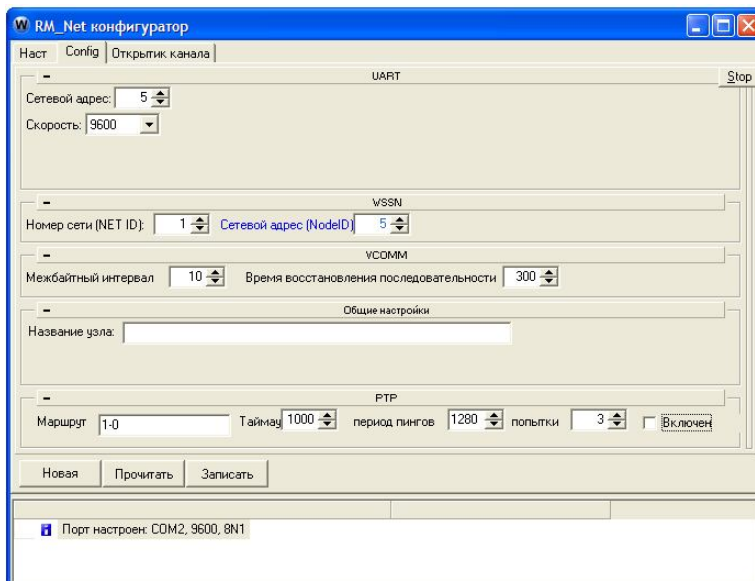 RM_Net конфигуратор
Наст Config Открытик канала
UART Stop
Сетевой адрес: 5
Скорость: 9600
WSSN
Номер сети (NET ID): 1 Сетевой адрес (NodeID) 5
VCOMM
Межбайтный интервал 10 Время восстановления последовательности 300
Общие настройки
Название узла:
PTP
Маршрут 1-0 Таймау 1000 период пингов 1280 попытки 3 Включен
Новая Прочитать Записать
Порт настроен: COM2, 9600, 8N1